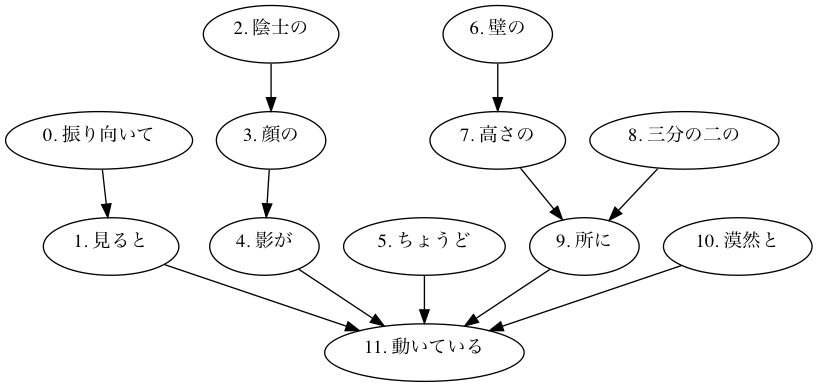 2. 陰士の
6. 壁の
0. 振り向いて
3. 顔の
7. 高さの
8. 三分の二の
1. 見ると
4. 影が
5. ちょうど
9. 所に
10. 漠然と
11. 動いている